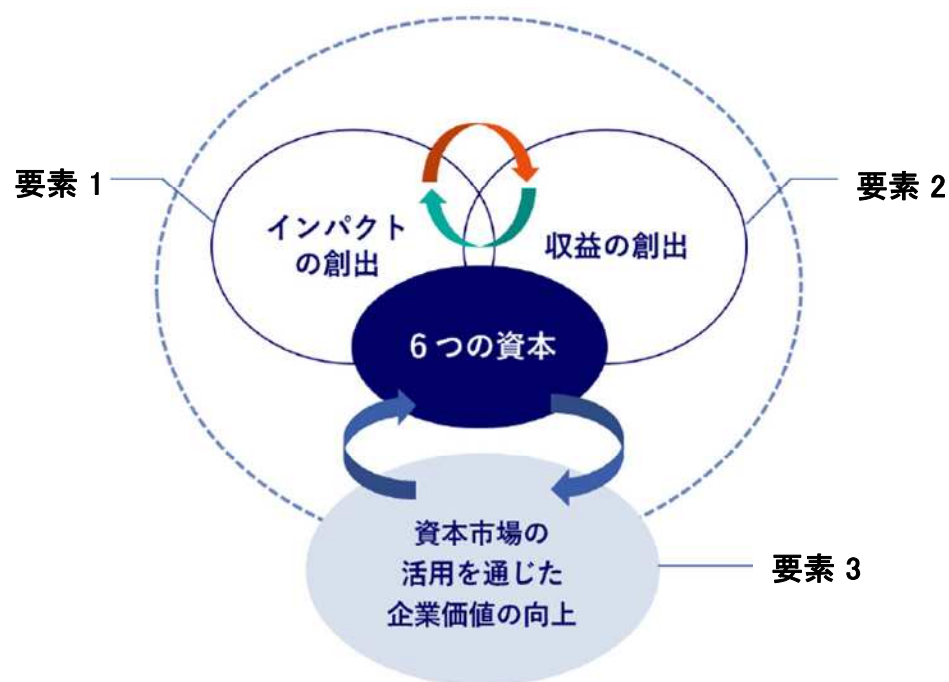 要素 1
要素 2
インパクト
の創出
収益の創出
6つの資本
資本市場の
活用を通じた
企業価値の向上
要素 3